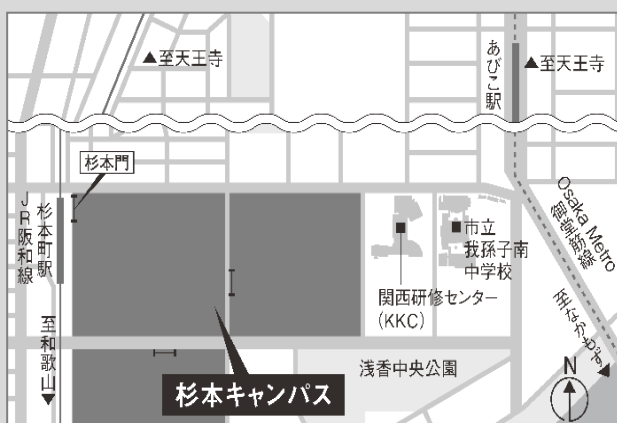 ▲至天王寺
あびこ駅
▲至天王寺
杉本門
杉本町駅
JR阪和線
至和歌山▼
市立
我孫子南
中学校
関西研修センター
(KKC)
Osaka Metro
御堂筋線
至なかもず▼
浅香中央公園
杉本キャンパス
N